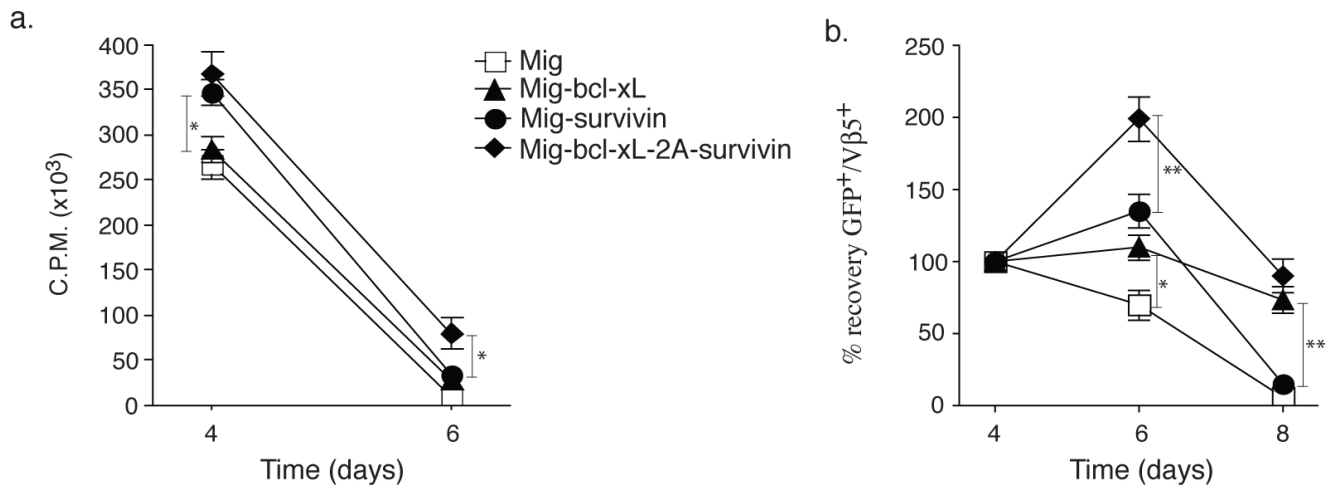 a.
C.P.M. (x10³)
400
350
300
250
200
150
100
50
0
*
*
4
6
Time (days)
Mig
Mig-bcl-xL
Mig-survivin
Mig-bcl-xL-2A-survivin
b.
% recovery GFP⁺/Vβ5⁺
250
200
150
100
50
0
**
*
**
4
6
8
Time (days)